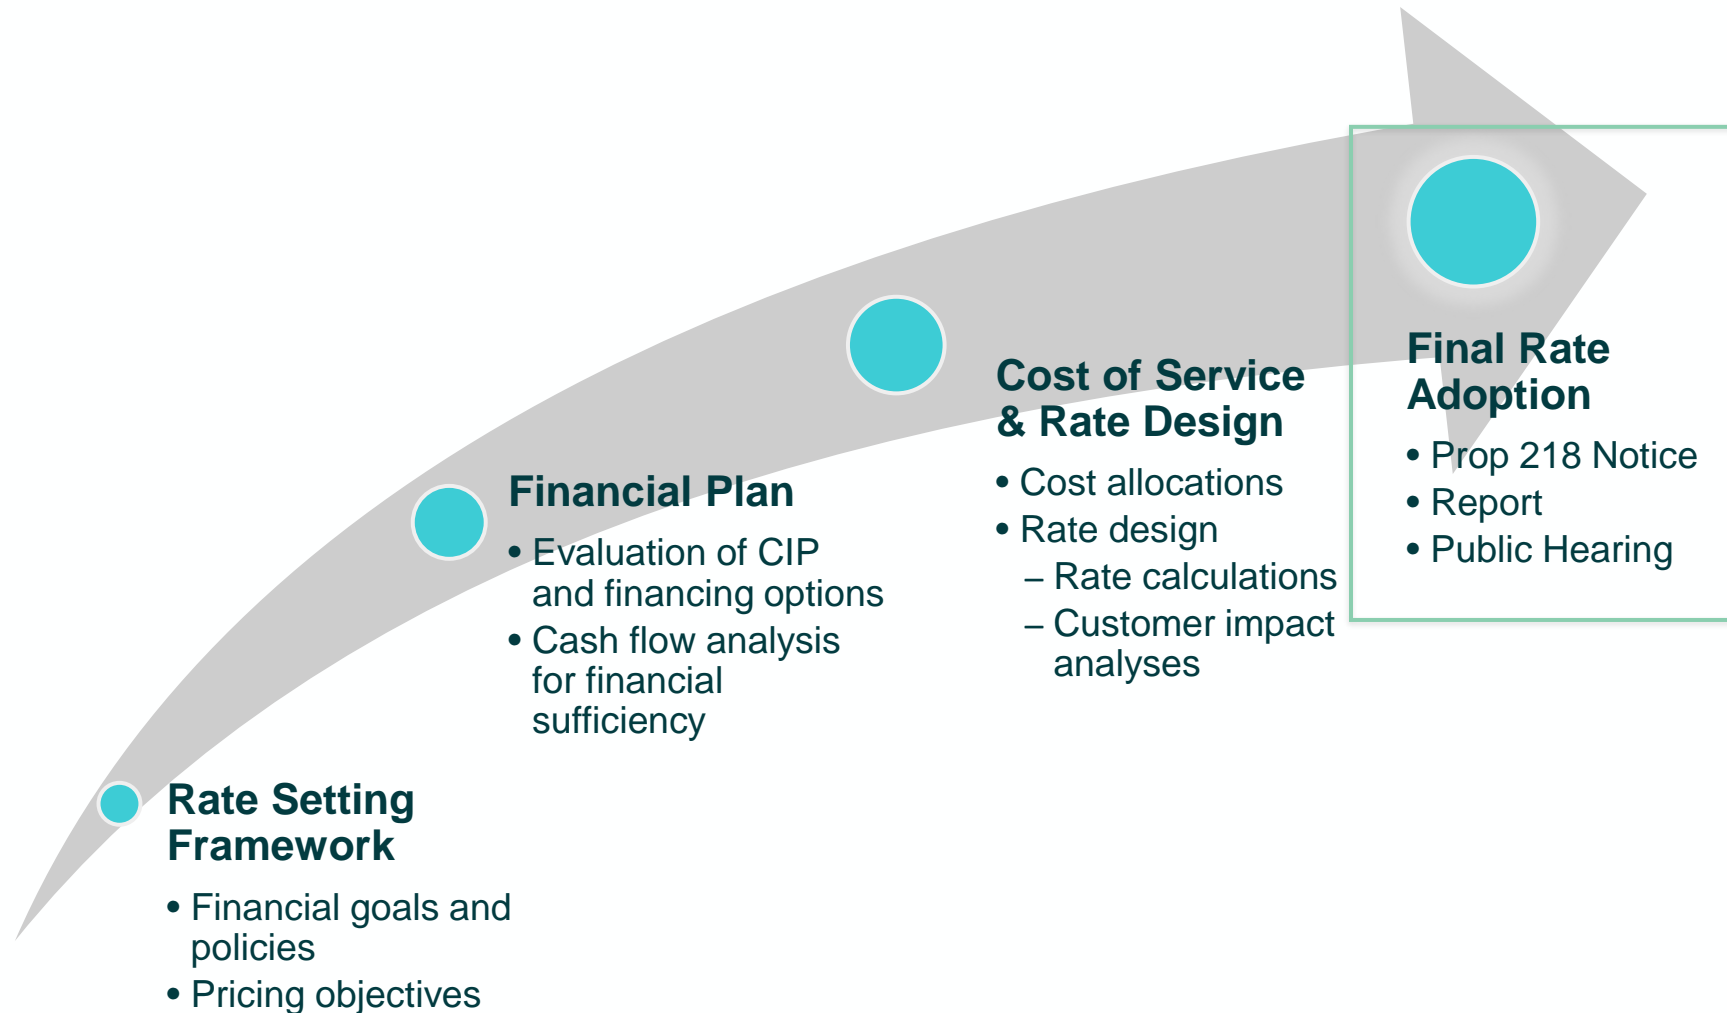 Rate Setting
Framework
• Financial goals and
policies
• Pricing objectives
Financial Plan
• Evaluation of CIP
and financing options
• Cash flow analysis
for financial
sufficiency
Cost of Service
& Rate Design
• Cost allocations
• Rate design
– Rate calculations
– Customer impact
analyses
Final Rate
Adoption
• Prop 218 Notice
• Report
• Public Hearing